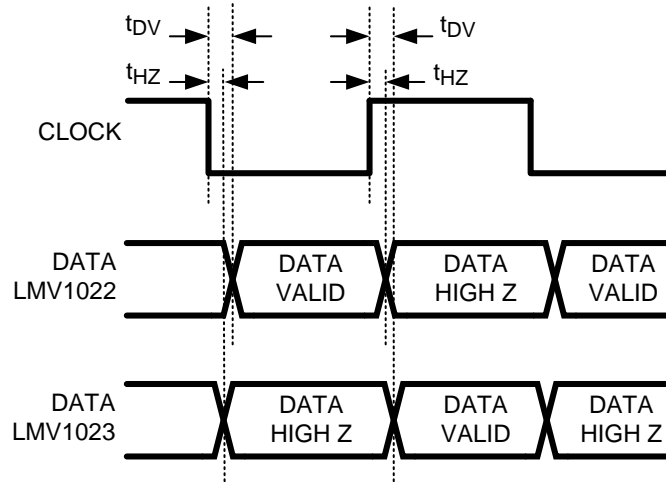 tDV
tDV
tHZ
tHZ
CLOCK
DATA
LMV1022
DATA
VALID
DATA
HIGH Z
DATA
VALID
DATA
LMV1023
DATA
HIGH Z
DATA
VALID
DATA
HIGH Z